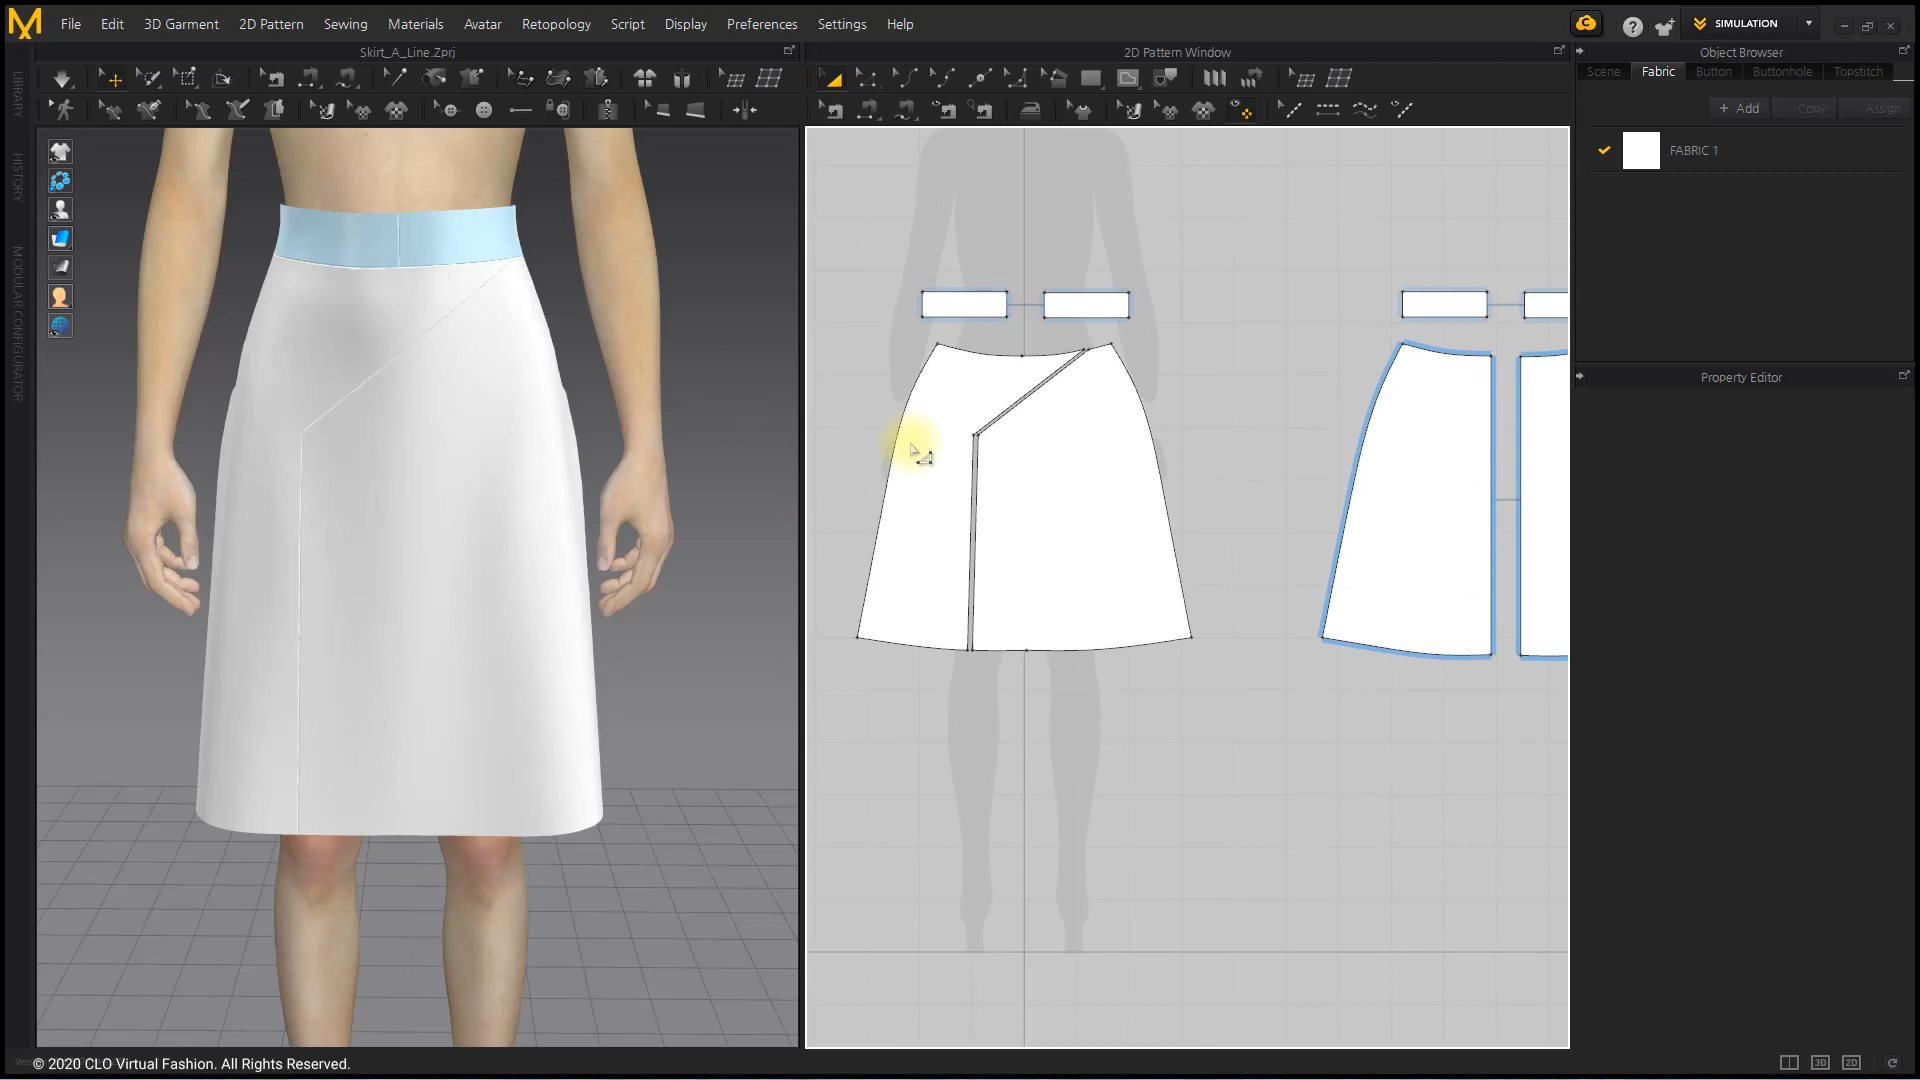 File Edit 3D Garment 2D Pattern Sewing Materials Avatar Retopology Script Display Preferences Settings Help
SIMULATION
Skirt_A_Line.Zprj
2D Pattern Window
Object Browser
Scene Fabric Button Buttonhole Topstitch
+ Add Copy Assign
FABRIC 1
LIBRARY
HISTORY
MODULAR CONFIGURATOR
Property Editor
© 2020 CLO Virtual Fashion. All Rights Reserved.
3D 2D